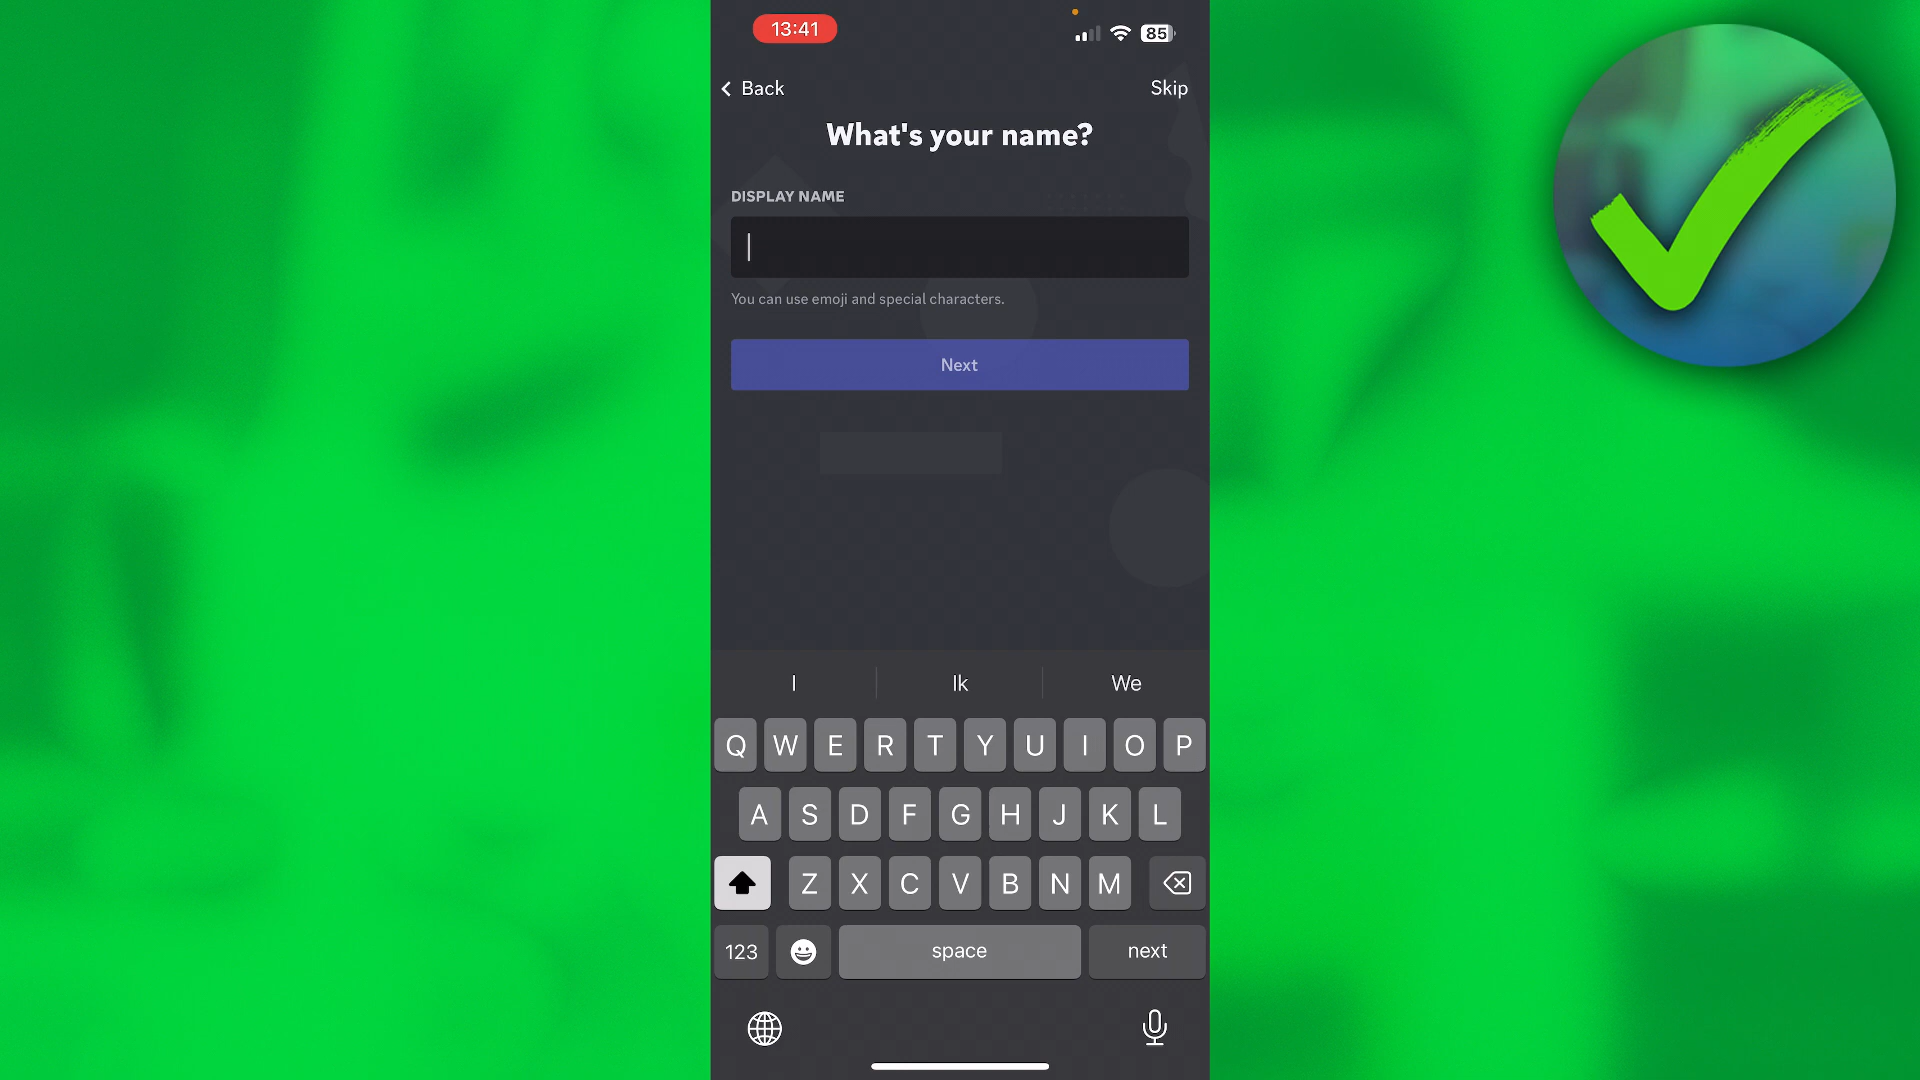 13:41
85
Back
Skip
What's your name?
DISPLAY NAME
You can use emoji and special characters.
Next
I Ik We
Q W E R T Y U I O P
A S D F G H J K L
Z X C V B N M
123 space next